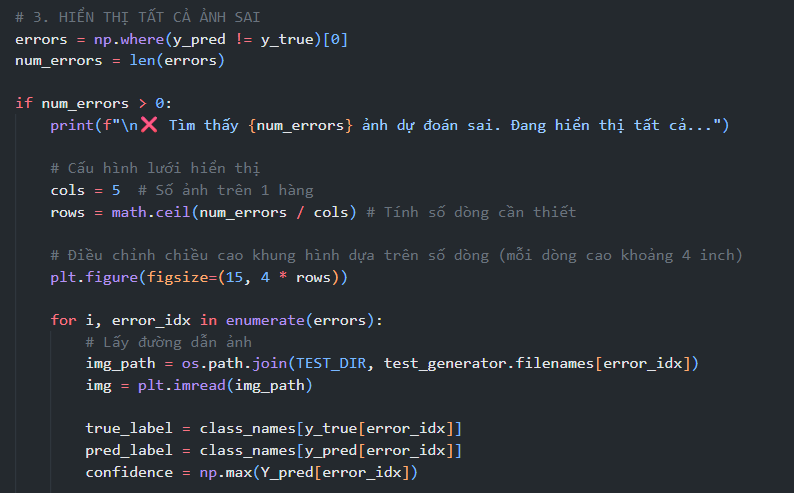 # 3. HIỂN THỊ TẤT CẢ ẢNH SAI
errors = np.where(y_pred != y_true)[0]
num_errors = len(errors)
if num_errors > 0:
print(f"\n❌ Tìm thấy {num_errors} ảnh dự đoán sai. Đang hiển thị tất cả...")
# Cấu hình lưới hiển thị
cols = 5  # Số ảnh trên 1 hàng
rows = math.ceil(num_errors / cols) # Tính số dòng cần thiết
# Điều chỉnh chiều cao khung hình dựa trên số dòng (mỗi dòng cao khoảng 4 inch)
plt.figure(figsize=(15, 4 * rows))
for i, error_idx in enumerate(errors):
# Lấy đường dẫn ảnh
img_path = os.path.join(TEST_DIR, test_generator.filenames[error_idx])
img = plt.imread(img_path)
true_label = class_names[y_true[error_idx]]
pred_label = class_names[y_pred[error_idx]]
confidence = np.max(Y_pred[error_idx])